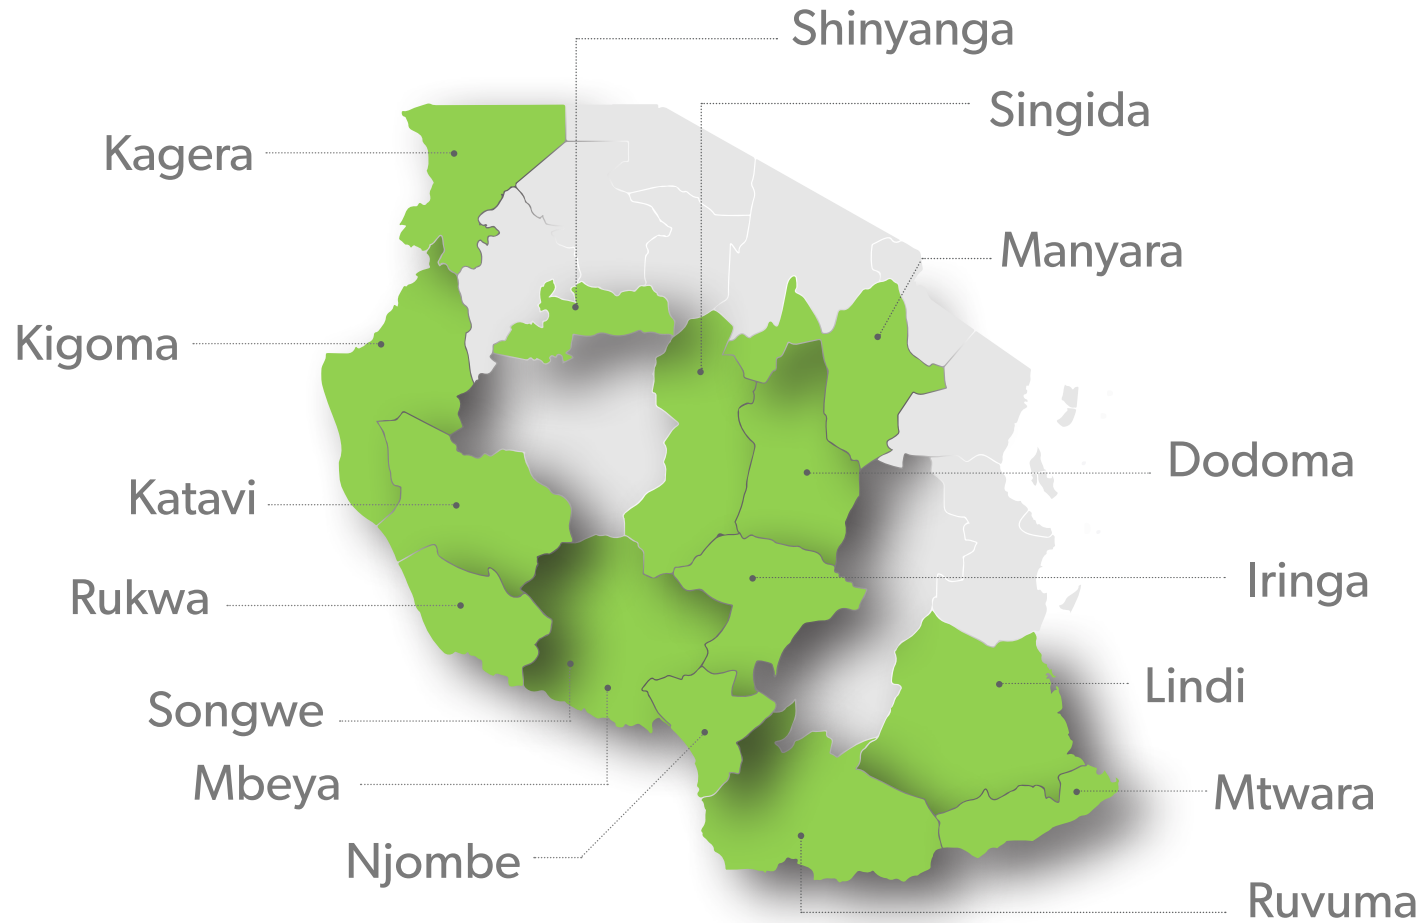 Shinyanga
Singida
Kagera
Manyara
Kigoma
Dodoma
Katavi
Iringa
Rukwa
Lindi
Songwe
Mbeya
Mtwara
Njombe
Ruvuma